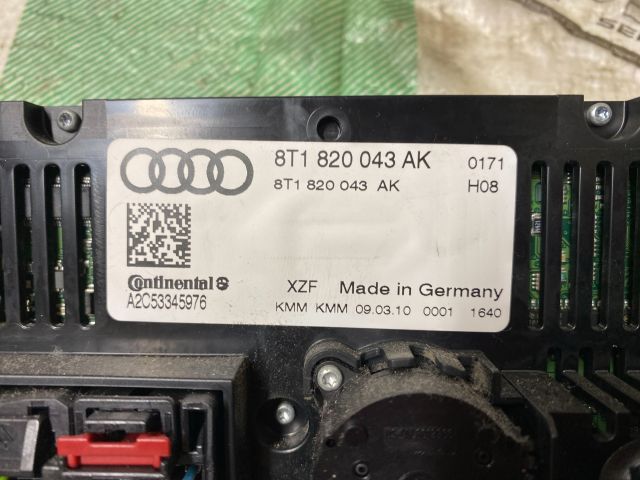 8T1 820 043 AK 0171
8T1 820 043 AK H08
Continental
A2C53345976
XZF Made in Germany
KMM KMM 09.03.10 0001 1640